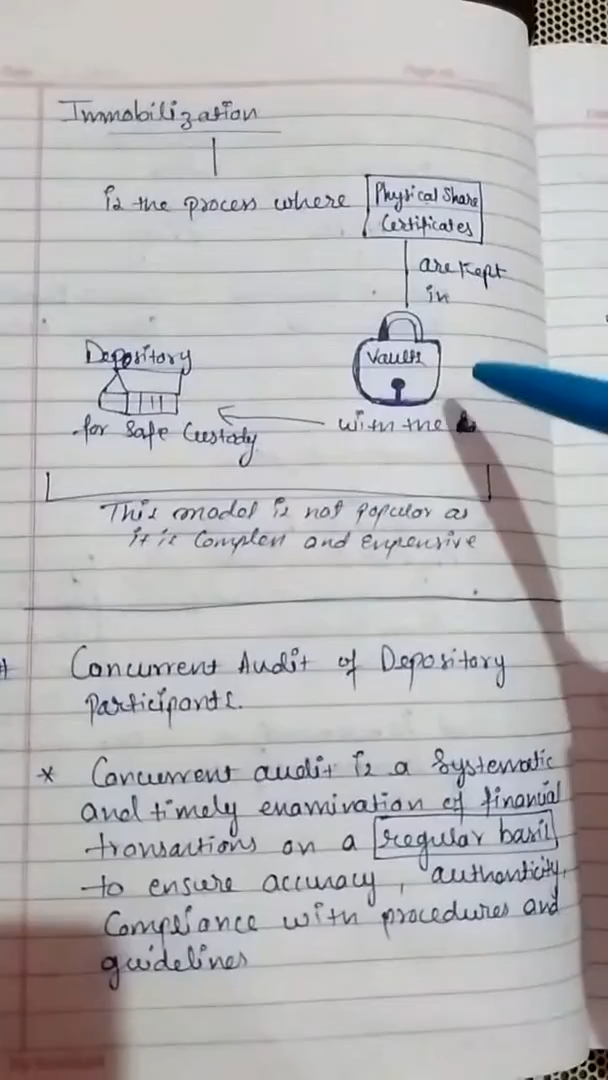 Immobilization
is the process where Physical Share
Certificates
are kept
in
Vaults
with the
Depository
for Safe Custody
This model is not popular as
it is Complex and expensive
Concurrent Audit of Depository
Participants.
* Concurrent audit is a systematic
and timely examination of financial
transactions on a regular basis
to ensure accuracy, authenticity,
Compliance with procedures and
guidelines